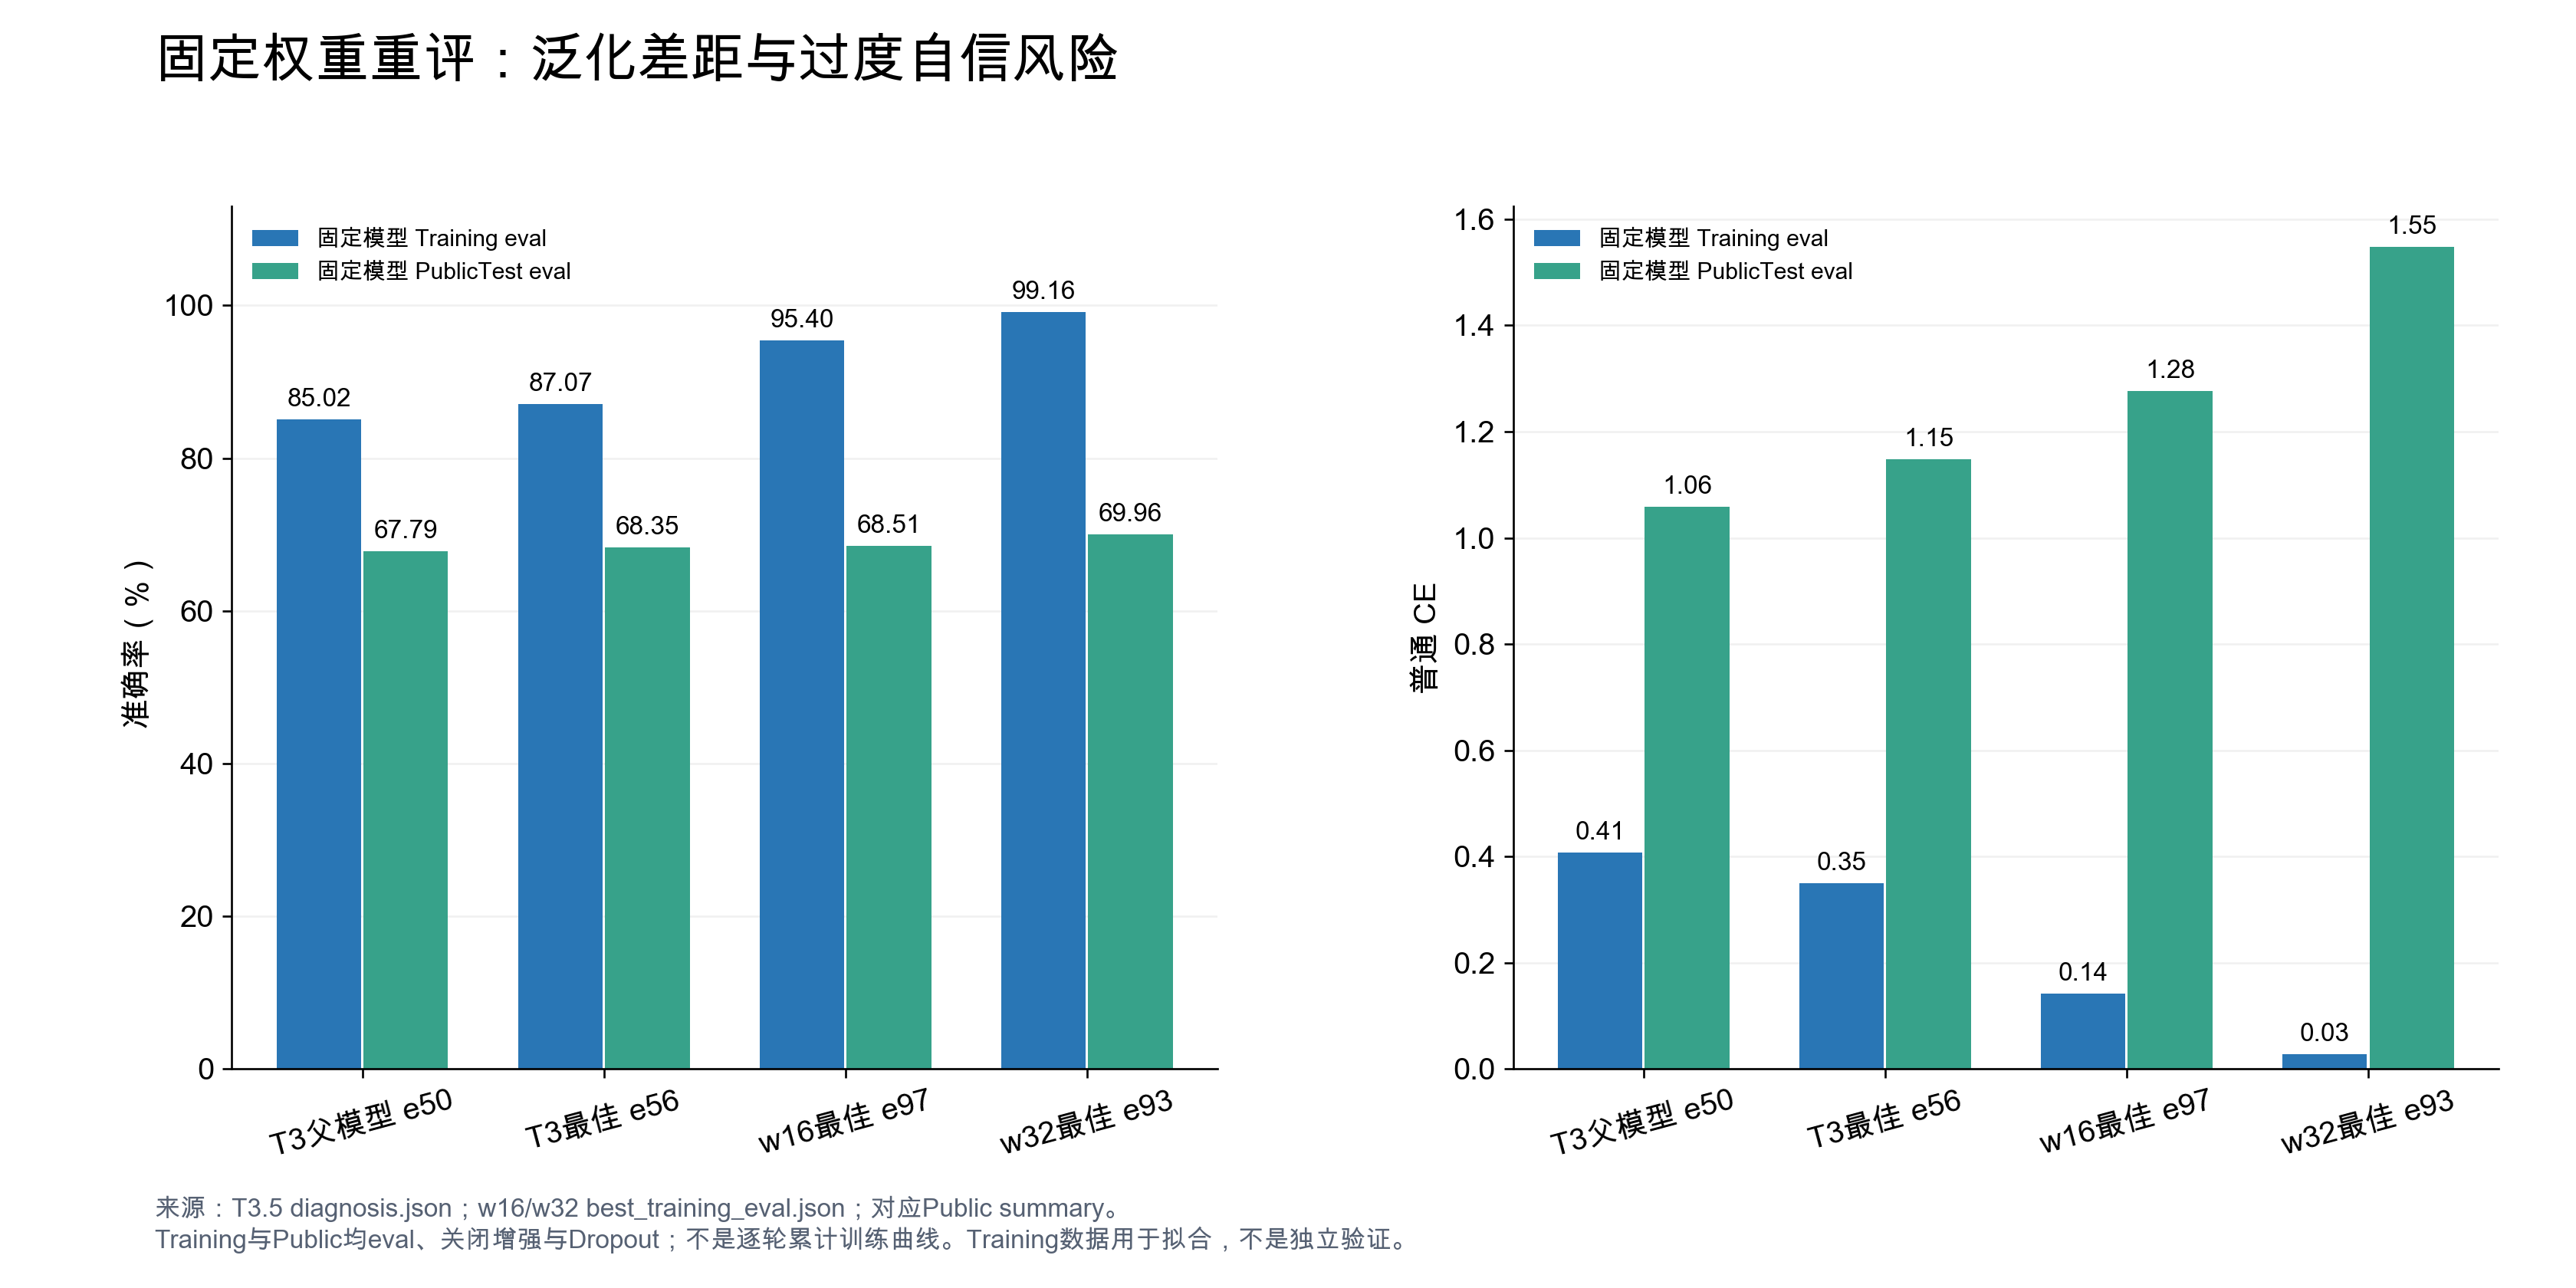 固定权重重评：泛化差距与过度自信风险
固定模型 Training eval
固定模型 PublicTest eval
准确率（%）
100
80
60
40
20
0
85.02
67.79
87.07
68.35
95.40
68.51
99.16
69.96
T3父模型 e50
T3最佳 e56
w16最佳 e97
w32最佳 e93
固定模型 Training eval
固定模型 PublicTest eval
普通 CE
1.6
1.4
1.2
1.0
0.8
0.6
0.4
0.2
0.0
0.41
1.06
0.35
1.15
0.14
1.28
0.03
1.55
T3父模型 e50
T3最佳 e56
w16最佳 e97
w32最佳 e93
来源：T3.5 diagnosis.json；w16/w32 best_training_eval.json；对应Public summary。
Training与Public均eval、关闭增强与Dropout；不是逐轮累计训练曲线。Training数据用于拟合，不是独立验证。